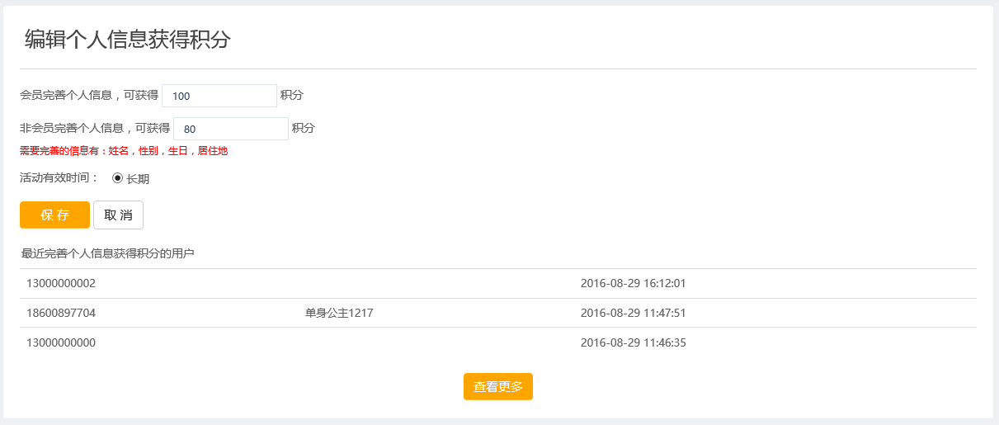 编辑个人信息获得积分
会员完善个人信息，可获得 100 积分
非会员完善个人信息，可获得 80 积分
需要完善的信息有：姓名，性别，生日，居住地
活动有效时间： 长期
保 存 取 消
最近完善个人信息获得积分的用户
13000000002 2016-08-29 16:12:01
18600897704 单身公主1217 2016-08-29 11:47:51
13000000000 2016-08-29 11:46:35
查看更多